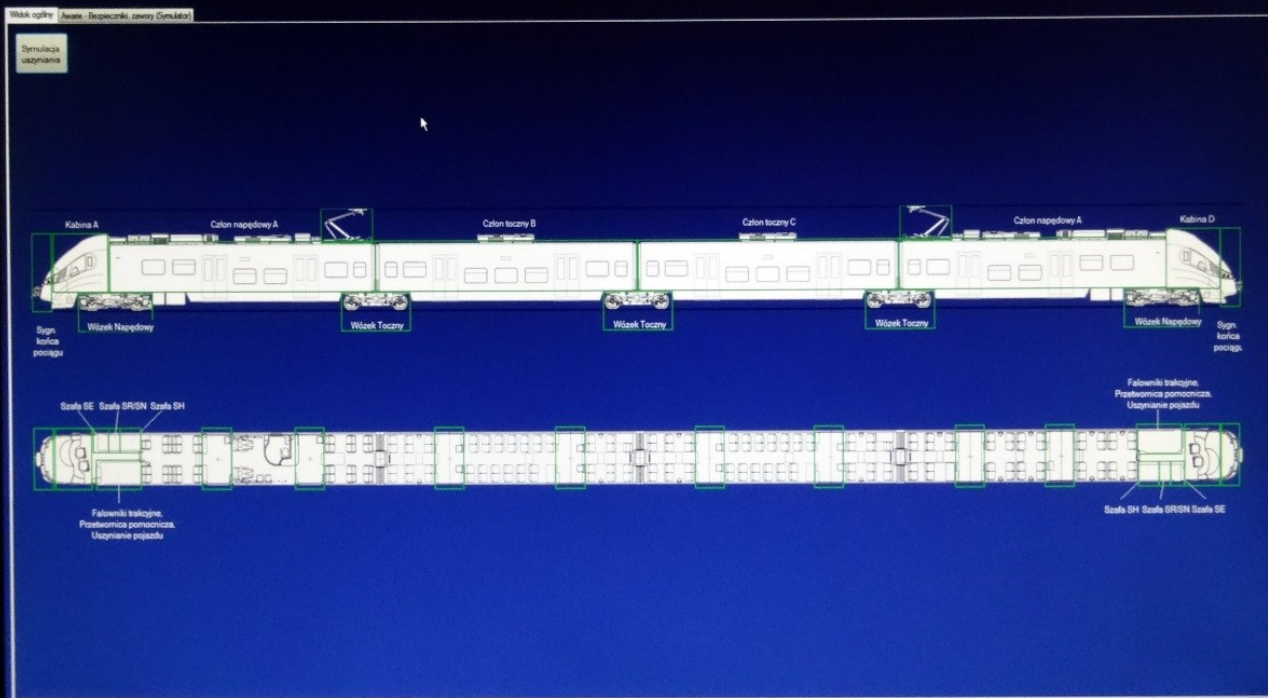 Widok ogólny
Awarie - Bezpieczniki, zawory (Symulator)
Symulacja
uszyniania
Kabina A
Człon napędowy A
Człon toczny B
Człon toczny C
Człon napędowy A
Kabina D
Sygn.
końca
pociągu
Wózek Napędowy
Wózek Toczny
Wózek Toczny
Wózek Toczny
Wózek Napędowy
Sygn.
końca
pociągu
Falowniki trakcyjne,
Przetwornica pomocnicza,
Uszynianie pojazdu
Szafa SE Szafa SR/SN Szafa SH
Falowniki trakcyjne,
Przetwornica pomocnicza,
Uszynianie pojazdu
Szafa SH Szafa SR/SN Szafa SE